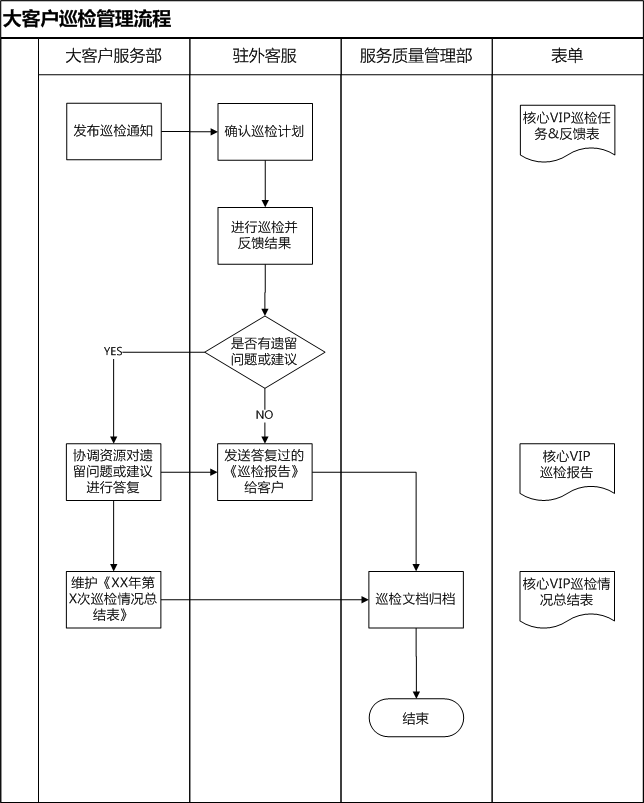 大客户巡检管理流程
大客户服务部
驻外客服
服务质量管理部
表单
发布巡检通知
确认巡检计划
核心VIP巡检任
务&反馈表
进行巡检并
反馈结果
是否有遗留
问题或建议
YES
NO
协调资源对遗
留问题或建议
进行答复
发送答复过的
《巡检报告》
给客户
核心VIP
巡检报告
维护《XX年第
X次巡检情况总
结表》
巡检文档归档
核心VIP巡检情
况总结表
结束